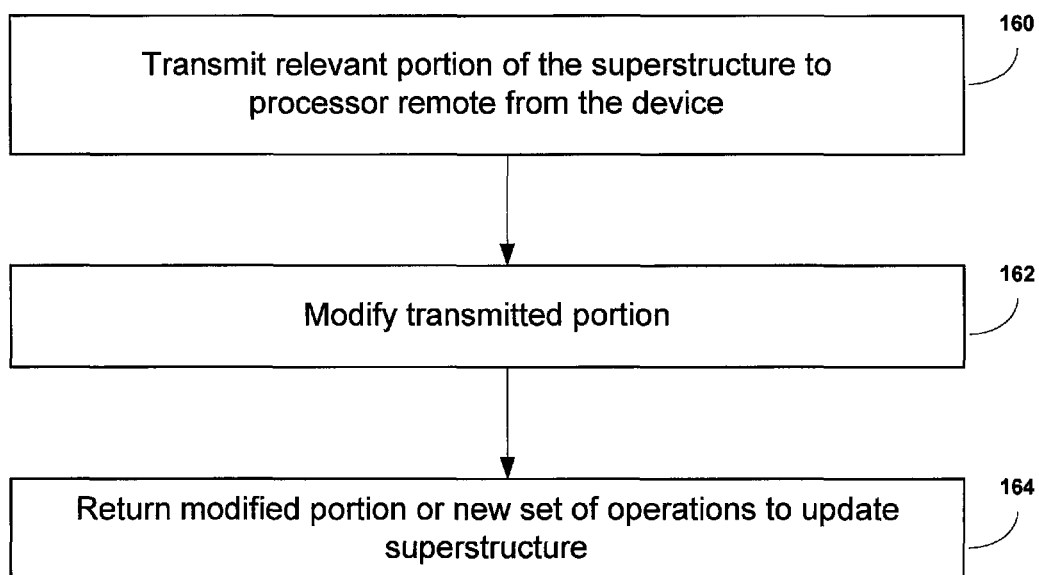 160
Transmit relevant portion of the superstructure to
processor remote from the device
162
Modify transmitted portion
164
Return modified portion or new set of operations to update
superstructure